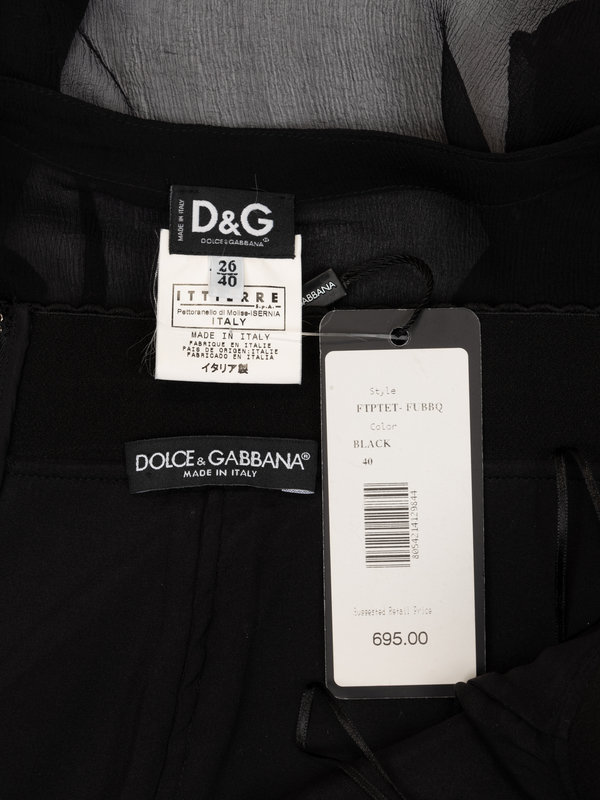 MADE IN ITALY
D&G
DOLCE & GABBANA®
26
40
ITTIERRE
S.p.A.
Pettoranello di Molise-ISERNIA
ITALY
MADE IN ITALY
FABRIQUE EN ITALIE
PAIS DE ORIGEN:ITALIE
FABRICADO EN ITALIA
イタリア製
GABBANA
DOLCE & GABBANA®
MADE IN ITALY
Style
FTPTET- FUBBQ
Color
BLACK
40
8054214129844
Suggested Retail Price
695.00